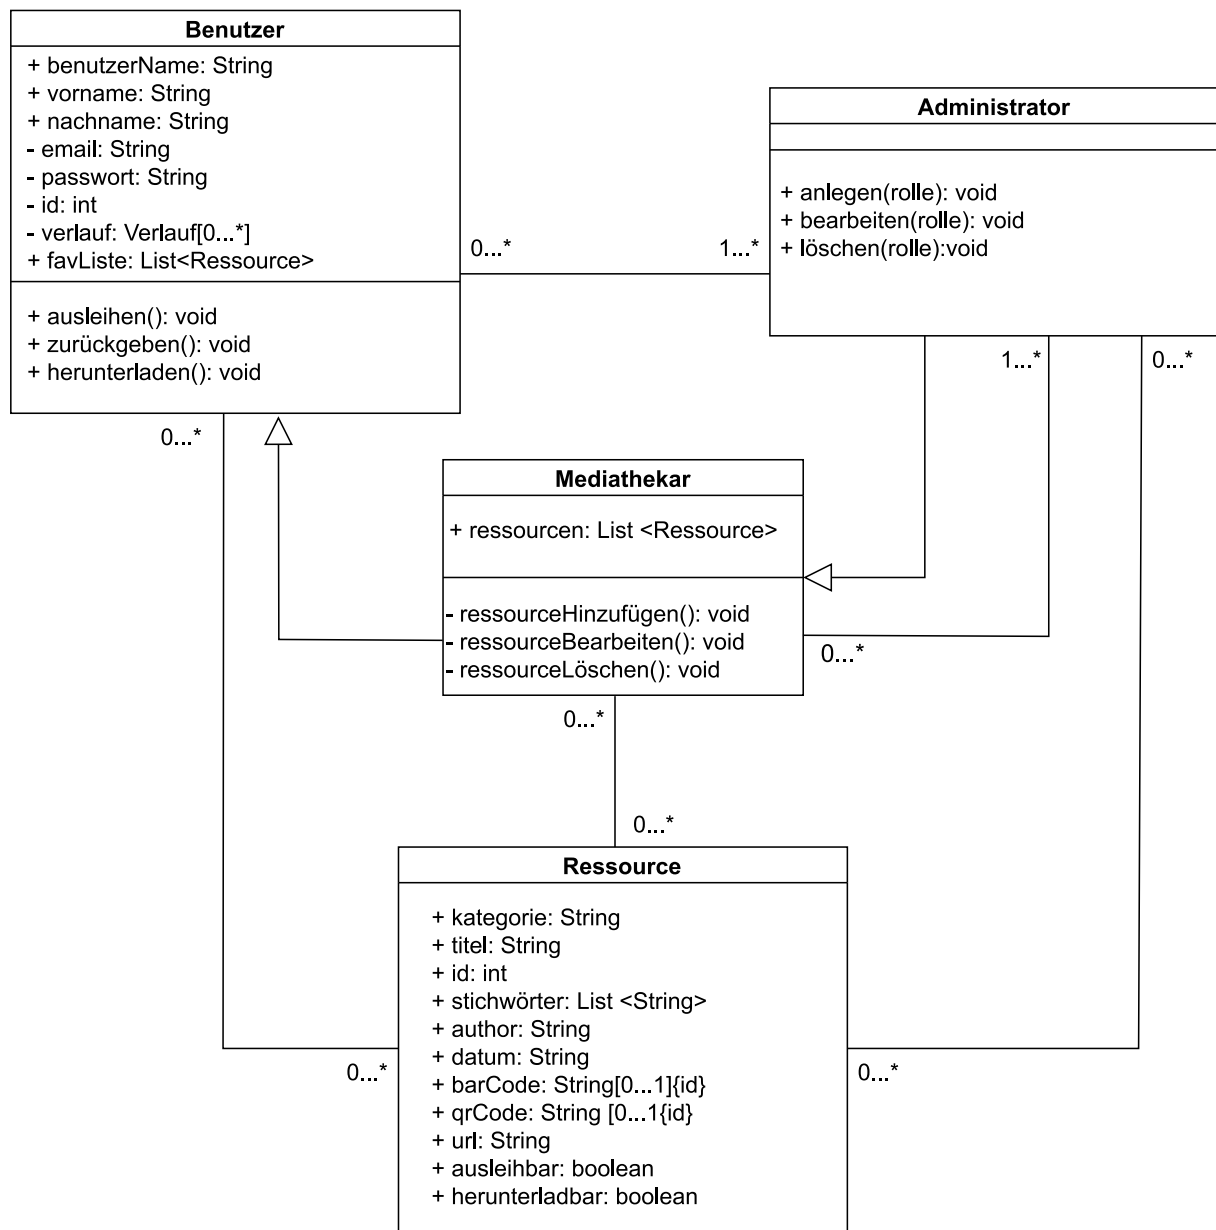 Benutzer
+ benutzerName: String
+ vorname: String
+ nachname: String
- email: String
- passwort: String
- id: int
- verlauf: Verlauf[0...*]
+ favListe: List<Ressource>
+ ausleihen(): void
+ zurückgeben(): void
+ herunterladen(): void
Administrator
+ anlegen(rolle): void
+ bearbeiten(rolle): void
+ löschen(rolle):void
0...*
1...*
1...*
0...*
0...*
Mediathekar
+ ressourcen: List <Ressource>
- ressourceHinzufügen(): void
- ressourceBearbeiten(): void
- ressourceLöschen(): void
0...*
0...*
0...*
Ressource
+ kategorie: String
+ titel: String
+ id: int
+ stichwörter: List <String>
+ author: String
+ datum: String
+ barCode: String[0...1]{id}
+ qrCode: String [0...1{id}
+ url: String
+ ausleihbar: boolean
+ herunterladbar: boolean
0...*
0...*